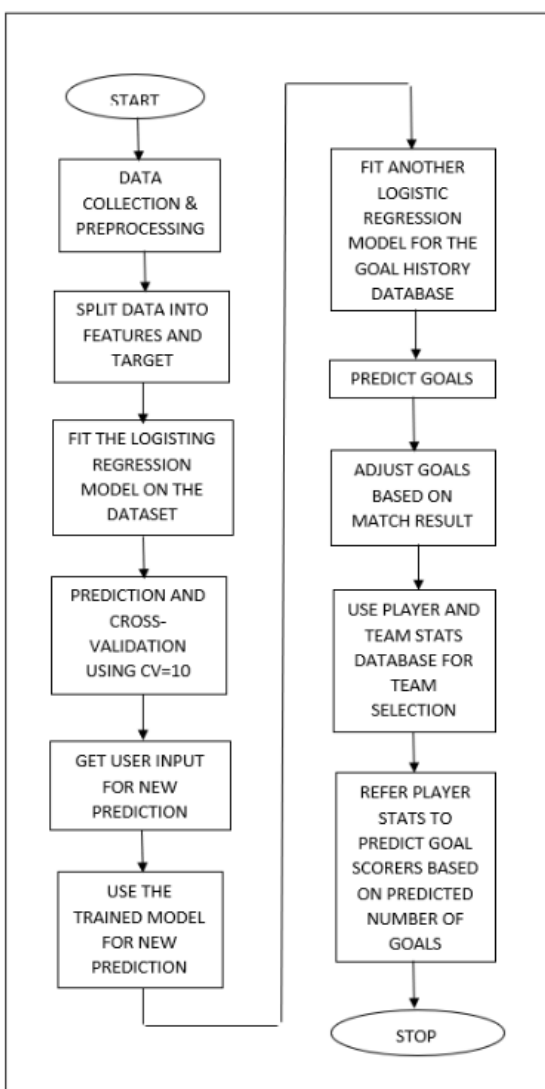 START
DATA
COLLECTION &
PREPROCESSING
SPLIT DATA INTO
FEATURES AND
TARGET
FIT THE LOGISTING
REGRESSION
MODEL ON THE
DATASET
PREDICTION AND
CROSS-
VALIDATION
USING CV=10
GET USER INPUT
FOR NEW
PREDICTION
USE THE
TRAINED MODEL
FOR NEW
PREDICTION
FIT ANOTHER
LOGISTIC
REGRESSION
MODEL FOR THE
GOAL HISTORY
DATABASE
PREDICT GOALS
ADJUST GOALS
BASED ON
MATCH RESULT
USE PLAYER AND
TEAM STATS
DATABASE FOR
TEAM
SELECTION
REFER PLAYER
STATS TO
PREDICT GOAL
SCORERS BASED
ON PREDICTED
NUMBER OF
GOALS
STOP